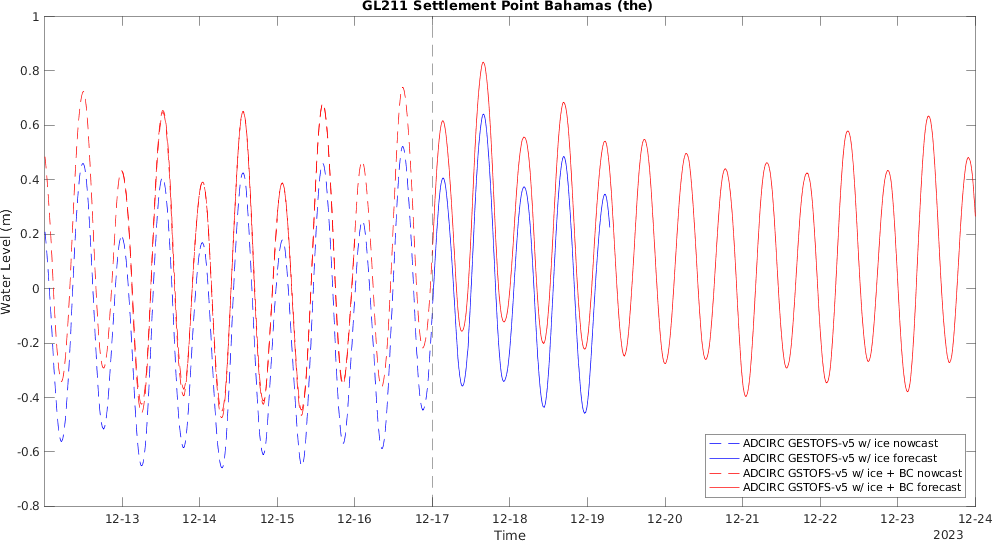 GL211 Settlement Point Bahamas (the)
1
0.8
0.6
0.4
0.2
0
-0.2
-0.4
-0.6
-0.8
Water Level (m)
ADCIRC GESTOFS-v5 w/ ice nowcast
ADCIRC GESTOFS-v5 w/ ice forecast
ADCIRC GSTOFS-v5 w/ ice + BC nowcast
ADCIRC GSTOFS-v5 w/ ice + BC forecast
12-13 12-14 12-15 12-16 12-17 12-18 12-19 12-20 12-21 12-22 12-23 12-24
Time
2023